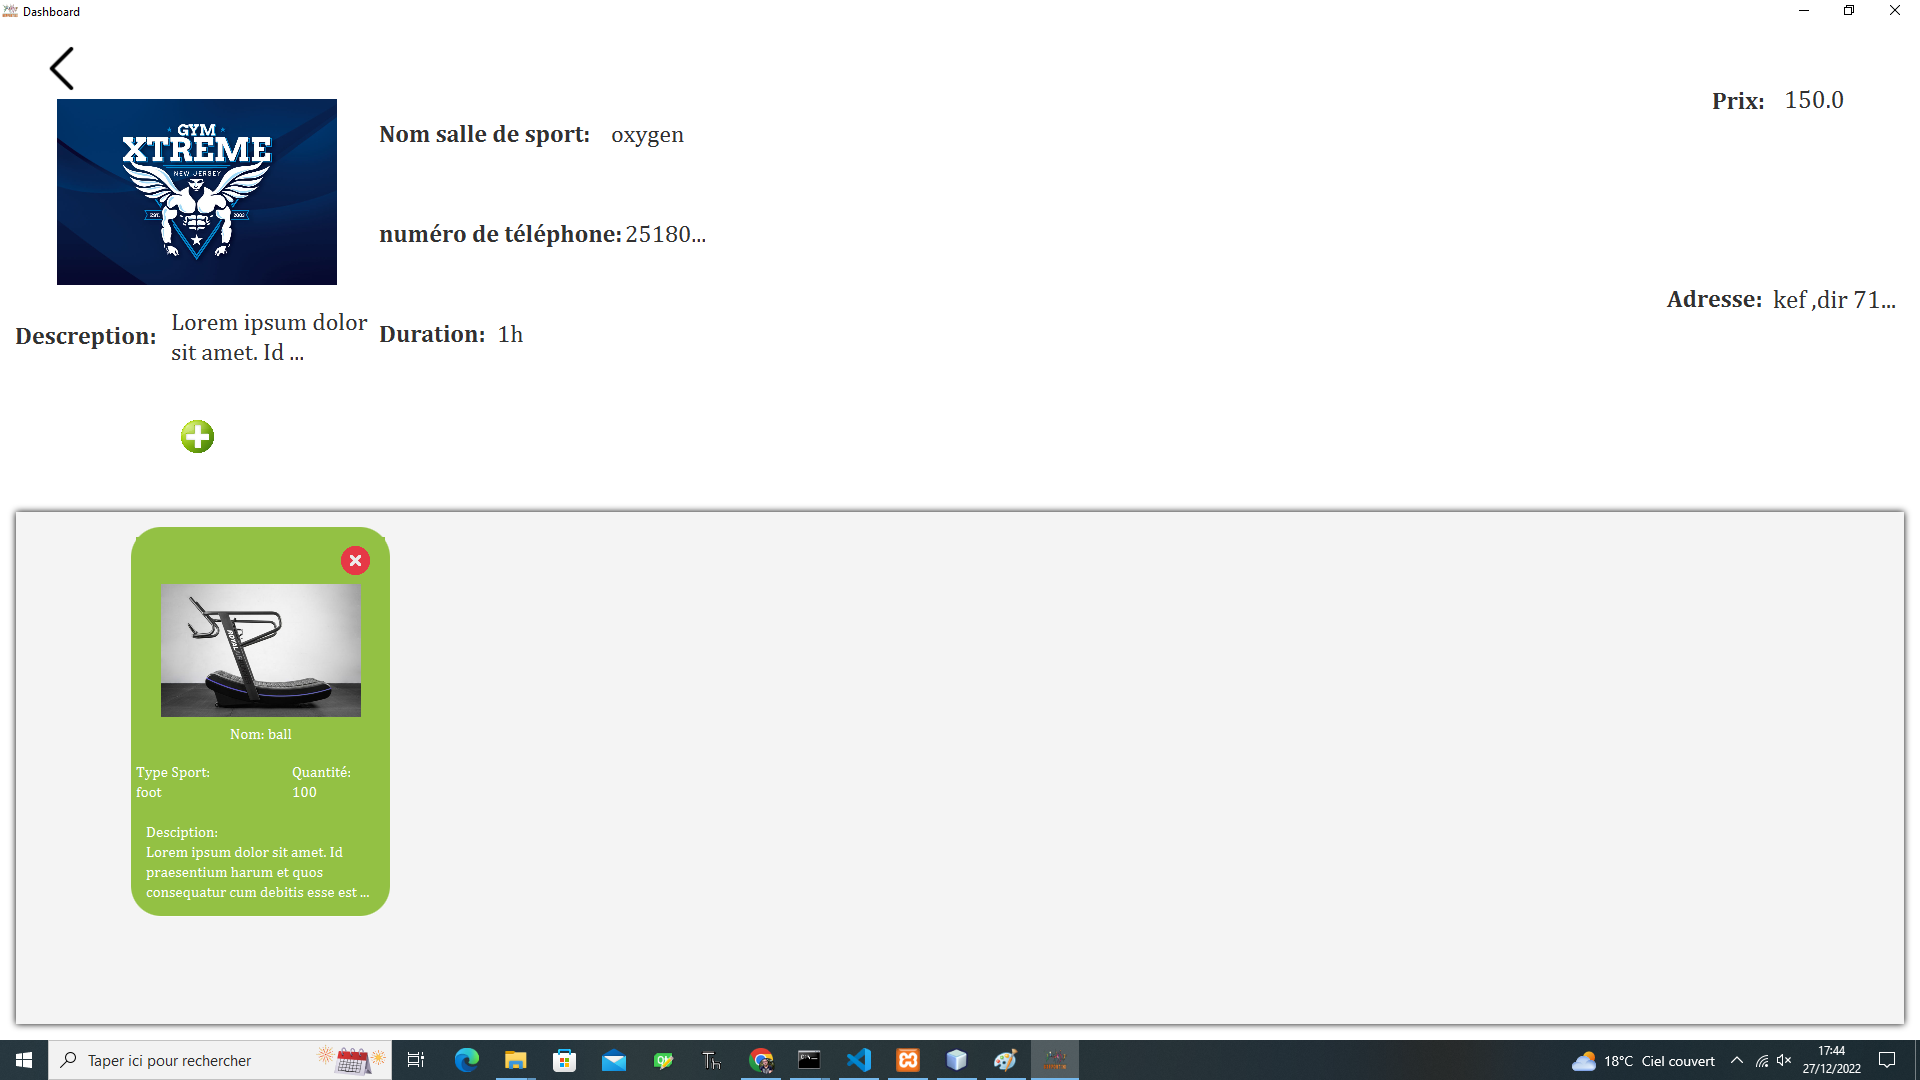 Dashboard
Prix: 150.0
GYM
XTREME
NEW JERSEY
EST. 2002
Nom salle de sport: oxygen
numéro de téléphone: 25180...
Adresse: kef ,dir 71...
Descreption: Lorem ipsum dolor
sit amet. Id ...
Duration: 1h
ROYAL
Nom: ball
Type Sport:
foot
Quantité:
100
Desciption:
Lorem ipsum dolor sit amet. Id
praesentium harum et quos
consequatur cum debitis esse est ...
Taper ici pour rechercher
18°C Ciel couvert
17:44
27/12/2022